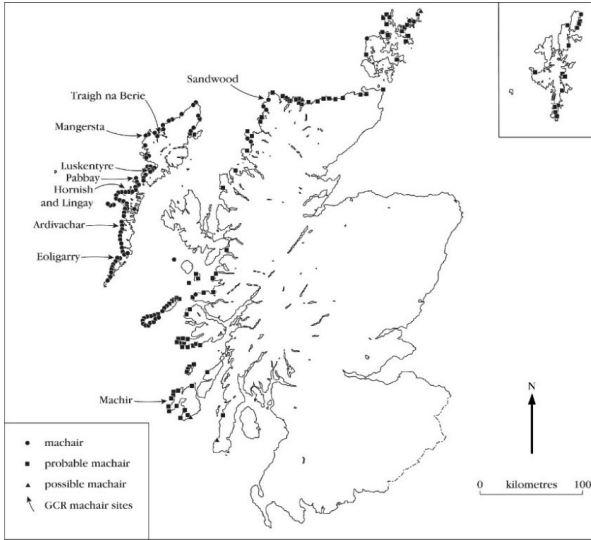 Sandwood
Traigh na Berie
Mangersta
Luskentyre
Pabbay
Hornish
and Lingay
Ardivachar
Eoligarry
Machir
N
machair
probable machair
possible machair
GCR machair sites
0 kilometres 100